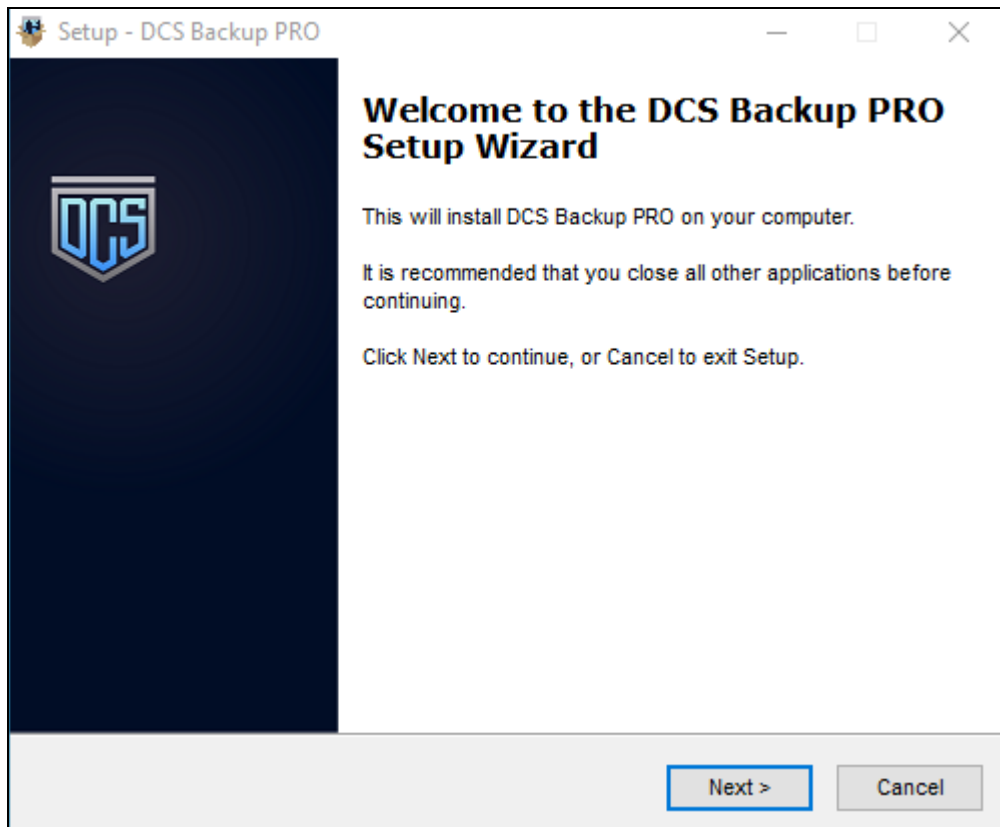 Setup - DCS Backup PRO
DCS
Welcome to the DCS Backup PRO
Setup Wizard
This will install DCS Backup PRO on your computer.
It is recommended that you close all other applications before
continuing.
Click Next to continue, or Cancel to exit Setup.
Next >
Cancel